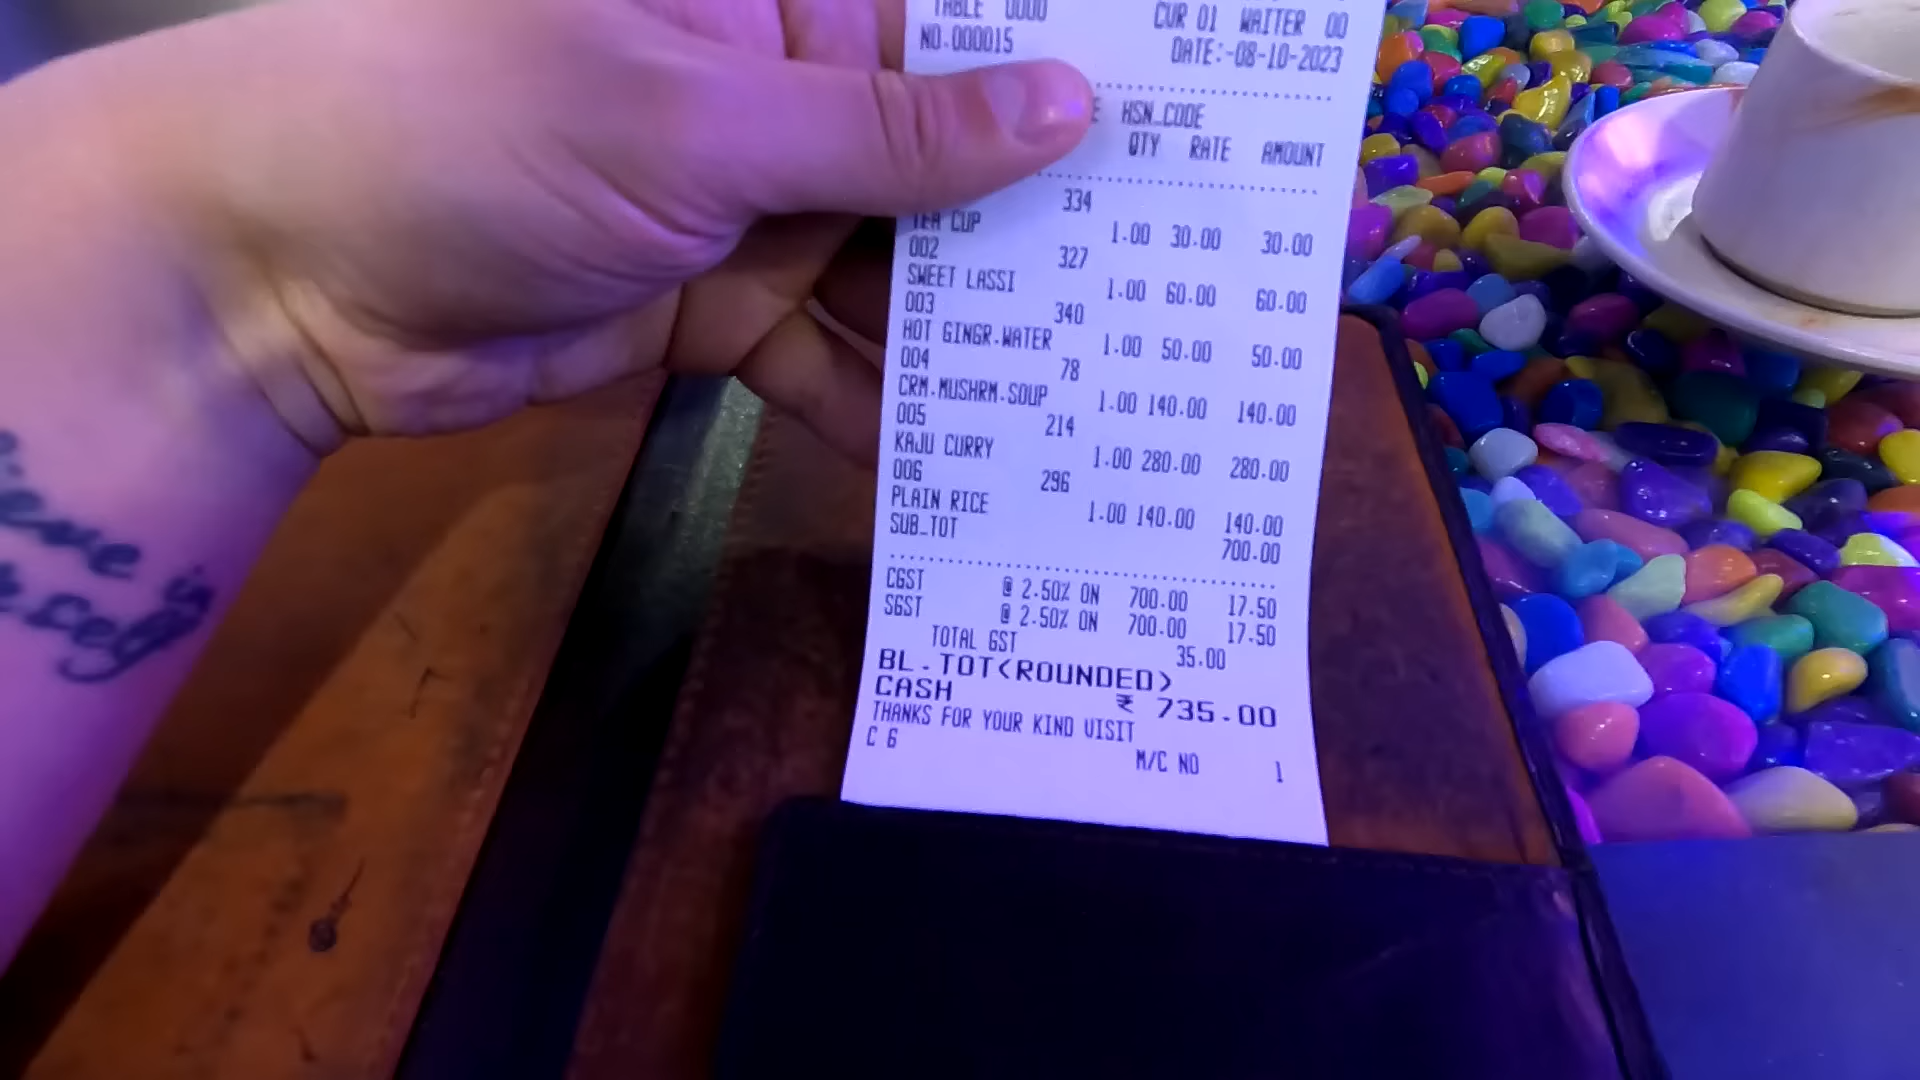 TABLE 0000 CUR 01 WAITER 00
NO.000015 DATE:-08-10-2023
HSN_CODE
QTY RATE AMOUNT
334
TEA CUP 1.00 30.00 30.00
002 327
SWEET LASSI 1.00 60.00 60.00
003 340
HOT GINGR.WATER 1.00 50.00 50.00
004 78
CRM.MUSHRM.SOUP 1.00 140.00 140.00
005 214
KAJU CURRY 1.00 280.00 280.00
006 296
PLAIN RICE 1.00 140.00 140.00
SUB_TOT 700.00
CGST @ 2.50% ON 700.00 17.50
SGST @ 2.50% ON 700.00 17.50
TOTAL GST 35.00
BL.TOT(ROUNDED)
CASH ₹ 735.00
THANKS FOR YOUR KIND VISIT
C 6 M/C NO 1